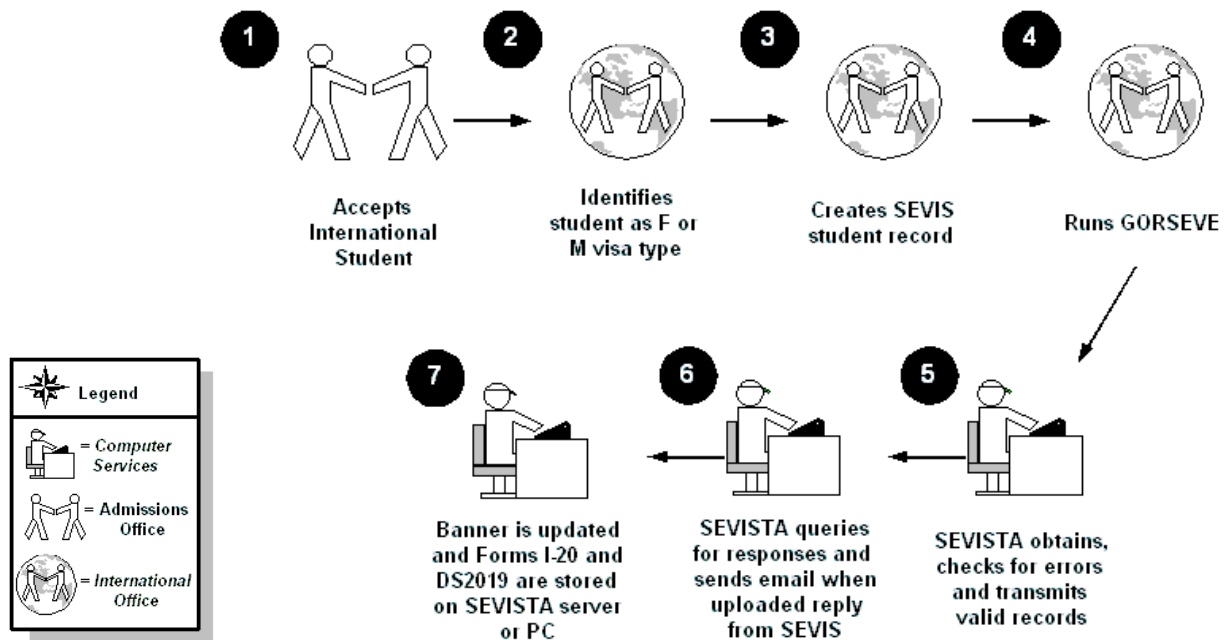 1
2
3
4
Accepts
International
Student
Identifies
student as F or
M visa type
Creates SEVIS
student record
Runs GORSEVE
7
6
5
Banner is updated
and Forms I-20 and
DS2019 are stored
on SEVISTA server
or PC
SEVISTA queries
for responses and
sends email when
uploaded reply
from SEVIS
SEVISTA obtains,
checks for errors
and transmits
valid records
Legend
= Computer
Services
= Admissions
Office
= International
Office